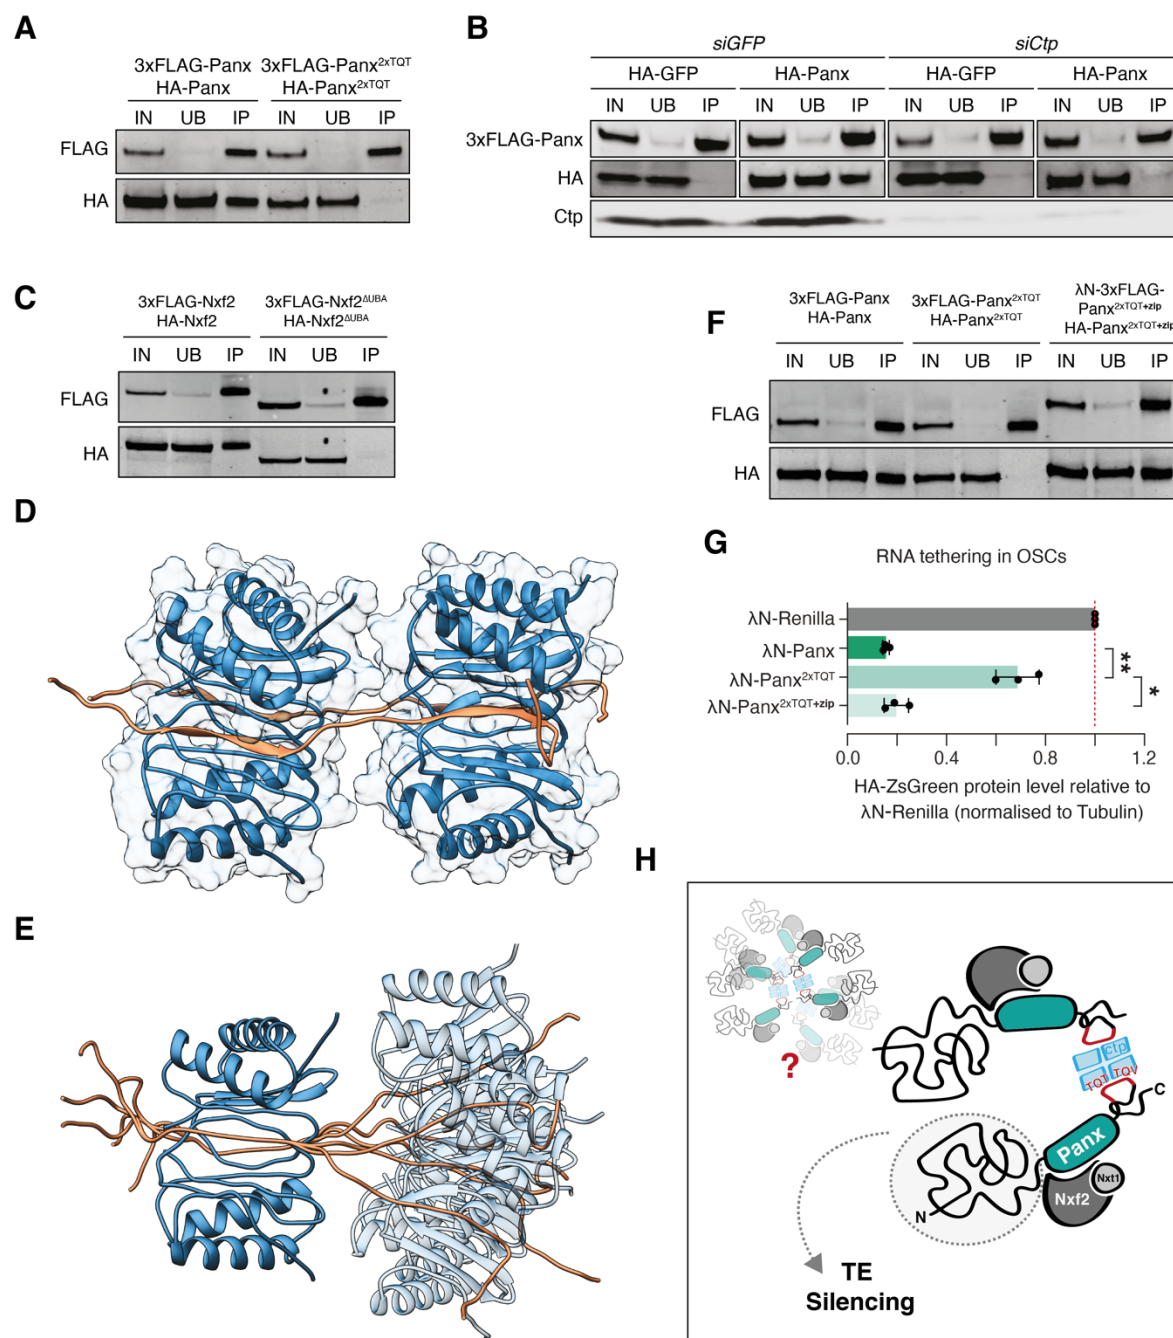 A
3xFLAG-Panx 3xFLAG-Panx²ˣᵀQᵀ
HA-Panx HA-Panx²ˣᵀQᵀ
IN UB IP IN UB IP
FLAG
HA
B
siGFP siCtp
HA-GFP HA-Panx HA-GFP HA-Panx
IN UB IP IN UB IP IN UB IP IN UB IP
3xFLAG-Panx
HA
Ctp
C
3xFLAG-Nxf2 3xFLAG-Nxf2ΔUBA
HA-Nxf2 HA-Nxf2ΔUBA
IN UB IP IN UB IP
FLAG
HA
F
3xFLAG-Panx 3xFLAG-Panx2xTQT λN-3xFLAG-
HA-Panx HA-Panx2xTQT Panx2xTQT+zip
HA-Panx2xTQT+zip
IN UB IP IN UB IP IN UB IP
FLAG
HA
D
E
G
RNA tethering in OSCs
λN-Renilla
λN-Panx
λN-Panx2xTQT
λN-Panx2xTQT+zip
**
*
0.0 0.4 0.8 1.2
HA-ZsGreen protein level relative to
λN-Renilla (normalised to Tubulin)
H
?
Ctp
TQT TQT
C
Panx
Nxt1
Nxf2
N
TE
Silencing